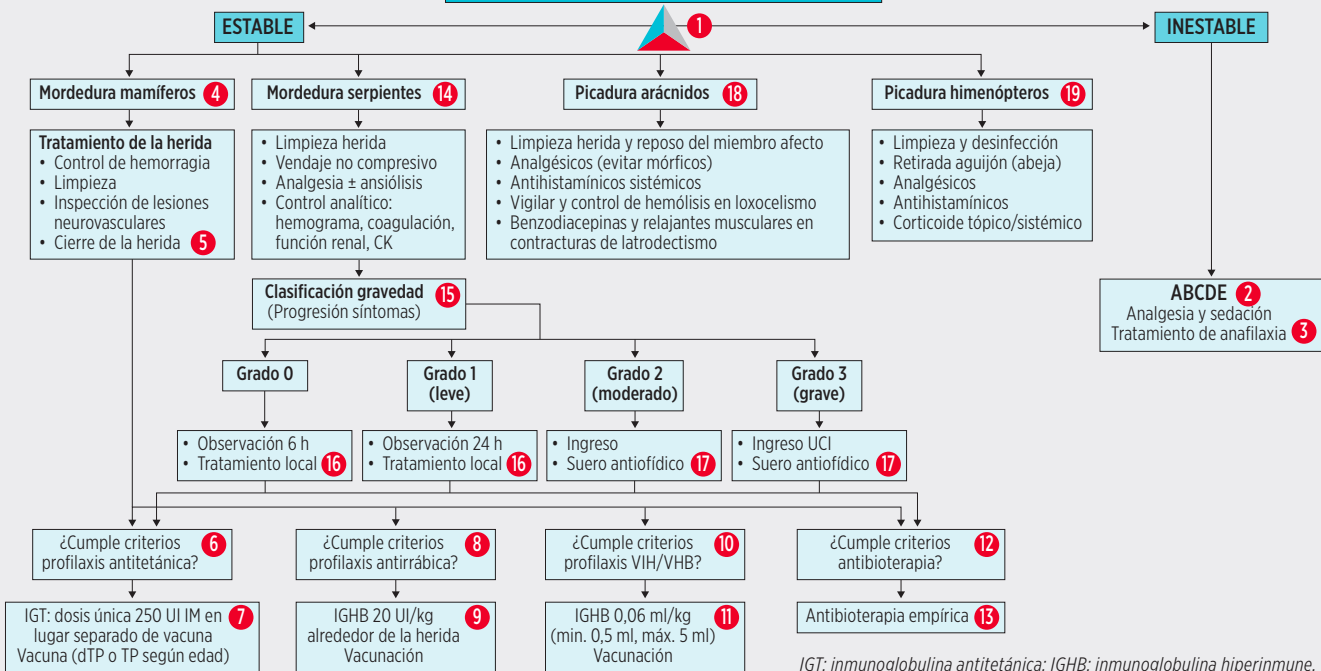 ESTABLE
1
INESTABLE
Mordedura mamíferos 4
Mordedura serpientes 14
Picadura arácnidos 18
Picadura himenópteros 19
Tratamiento de la herida
• Control de hemorragia
• Limpieza
• Inspección de lesiones
neurovasculares
• Cierre de la herida 5
• Limpieza herida
• Vendaje no compresivo
• Analgesia ± ansiólisis
• Control analítico:
hemograma, coagulación,
función renal, CK
• Limpieza herida y reposo del miembro afecto
• Analgésicos (evitar mórficos)
• Antihistamínicos sistémicos
• Vigilar y control de hemólisis en loxocelismo
• Benzodiacepinas y relajantes musculares en
contracturas de latrodectismo
• Limpieza y desinfección
• Retirada aguijón (abeja)
• Analgésicos
• Antihistamínicos
• Corticoide tópico/sistémico
ABCDE 2
Analgesia y sedación
Tratamiento de anafilaxia 3
Clasificación gravedad 15
(Progresión síntomas)
Grado 0
Grado 1
(leve)
Grado 2
(moderado)
Grado 3
(grave)
• Observación 6 h
• Tratamiento local 16
• Observación 24 h
• Tratamiento local 16
• Ingreso
• Suero antiofídico 17
• Ingreso UCI
• Suero antiofídico 17
¿Cumple criterios 6
profilaxis antitetánica?
¿Cumple criterios 8
profilaxis antirrábica?
¿Cumple criterios 10
profilaxis VIH/VHB?
¿Cumple criterios 12
antibioterapia?
IGT: dosis única 250 UI IM en 7
lugar separado de vacuna
Vacuna (dTP o TP según edad)
IGHB 20 UI/kg 9
alrededor de la herida
Vacunación
IGHB 0,06 ml/kg 11
(min. 0,5 ml, máx. 5 ml)
Vacunación
Antibioterapia empírica 13
IGT: inmunoglobulina antitetánica; IGHB: inmunoglobulina hiperinmune.